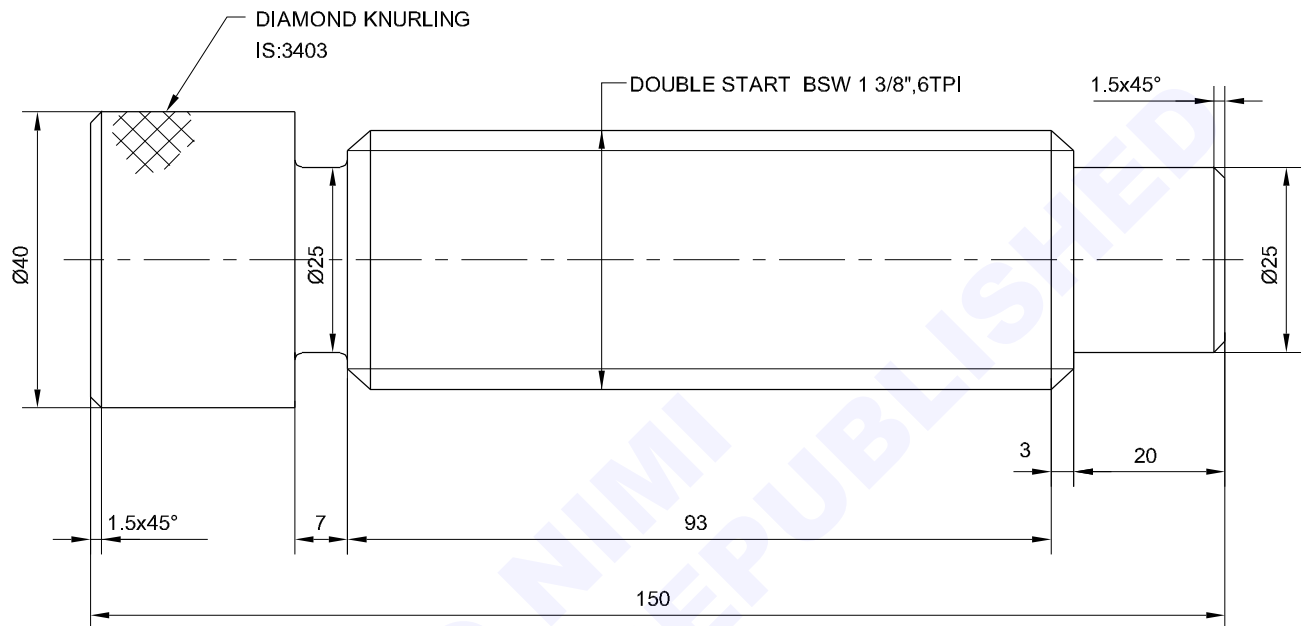 DIAMOND KNURLING
IS:3403
DOUBLE START BSW 1 3/8",6TPI
1.5x45°
Ø40
Ø25
Ø25
3
20
1.5x45°
7
93
150
NIMI
EPUBLISHED